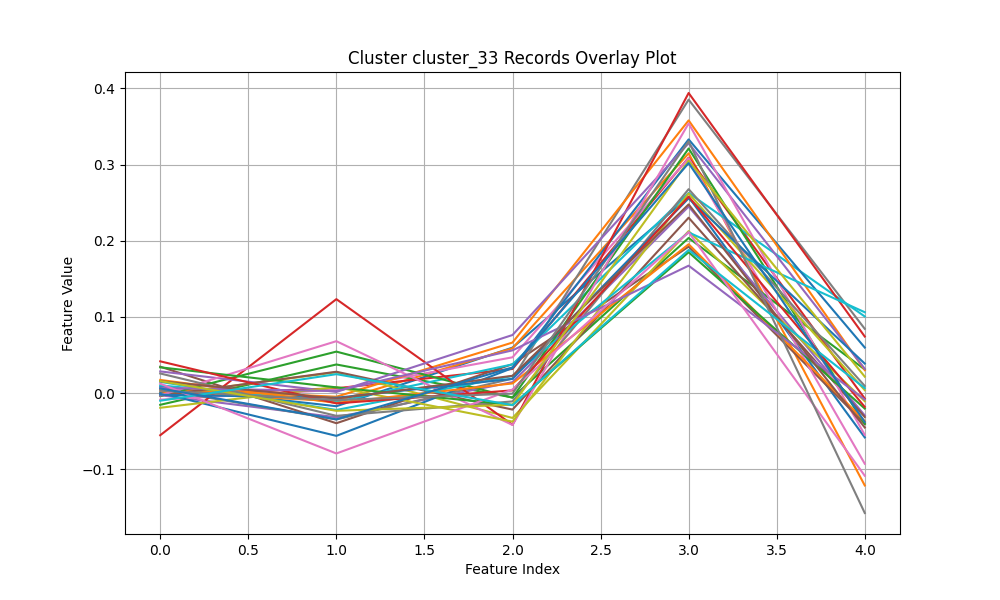 Cluster cluster_33 Records Overlay Plot
Feature Value
0.4
0.3
0.2
0.1
0.0
−0.1
0.0 0.5 1.0 1.5 2.0 2.5 3.0 3.5 4.0
Feature Index